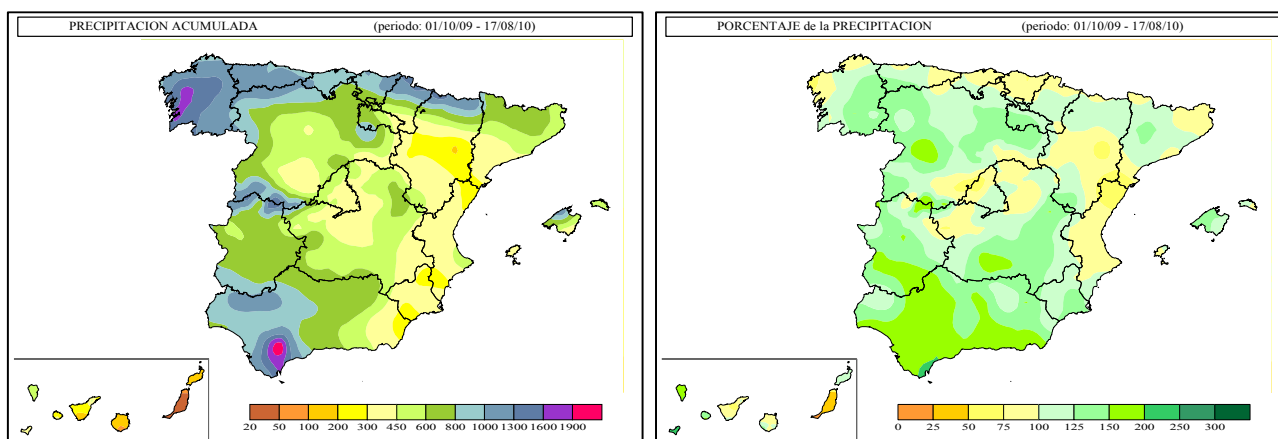 PRECIPITACION ACUMULADA (periodo: 01/10/09 - 17/08/10)
20 50 100 200 300 450 600 800 1000 1300 1600 1900
PORCENTAJE de la PRECIPITACION (periodo: 01/10/09 - 17/08/10)
0 25 50 75 100 125 150 200 250 300